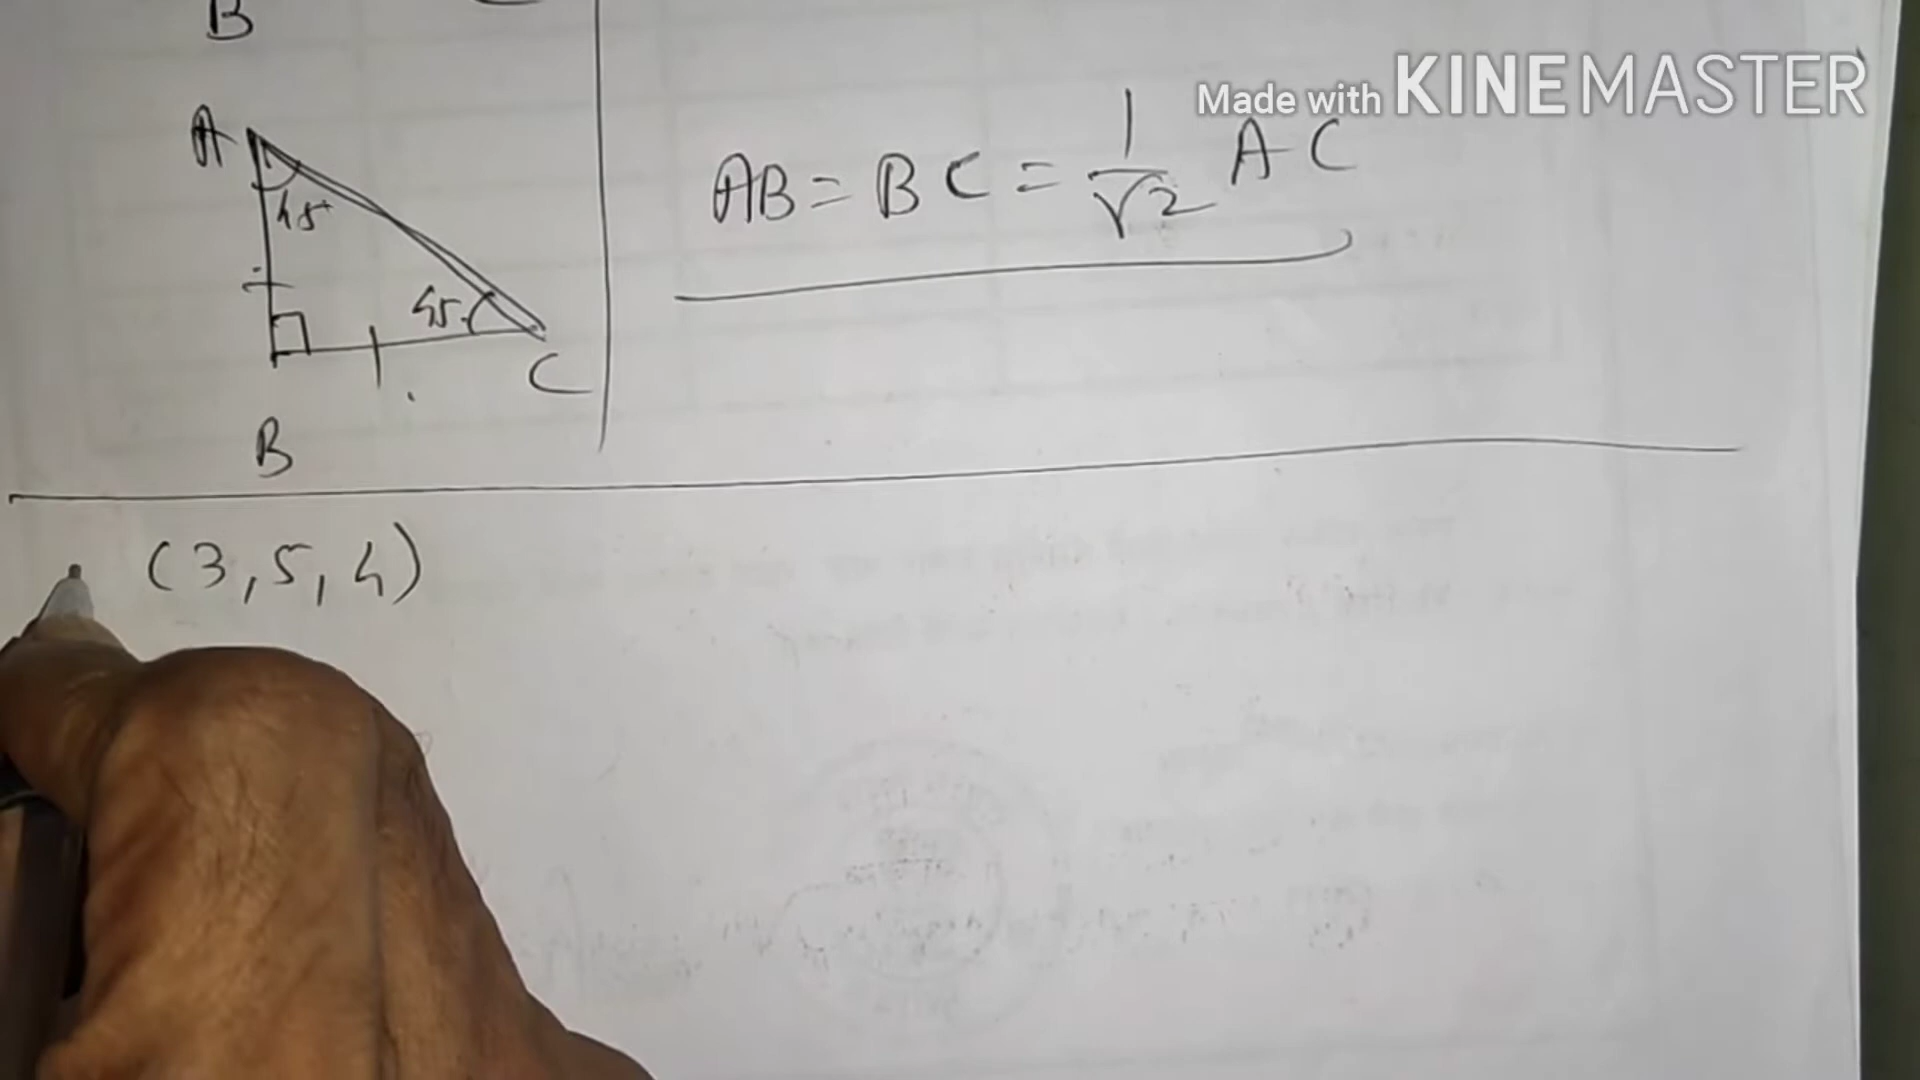 B
Made with KINEMASTER
A
45°
45°
C
B
AB = BC = 1/√2 AC
(3, 5, 4)